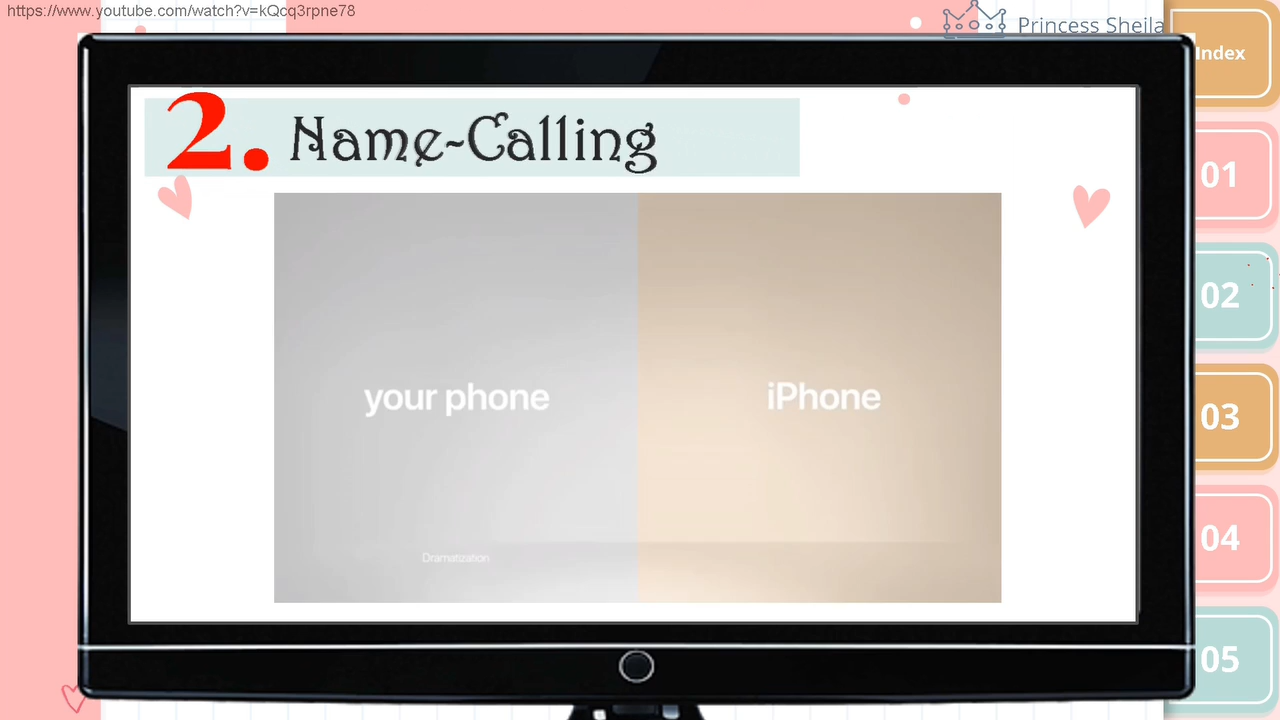 https://www.youtube.com/watch?v=kQcq3rpne78
Princess Sheila
Index
2. Name-Calling
01
02
your phone
iPhone
03
Dramatization
04
05